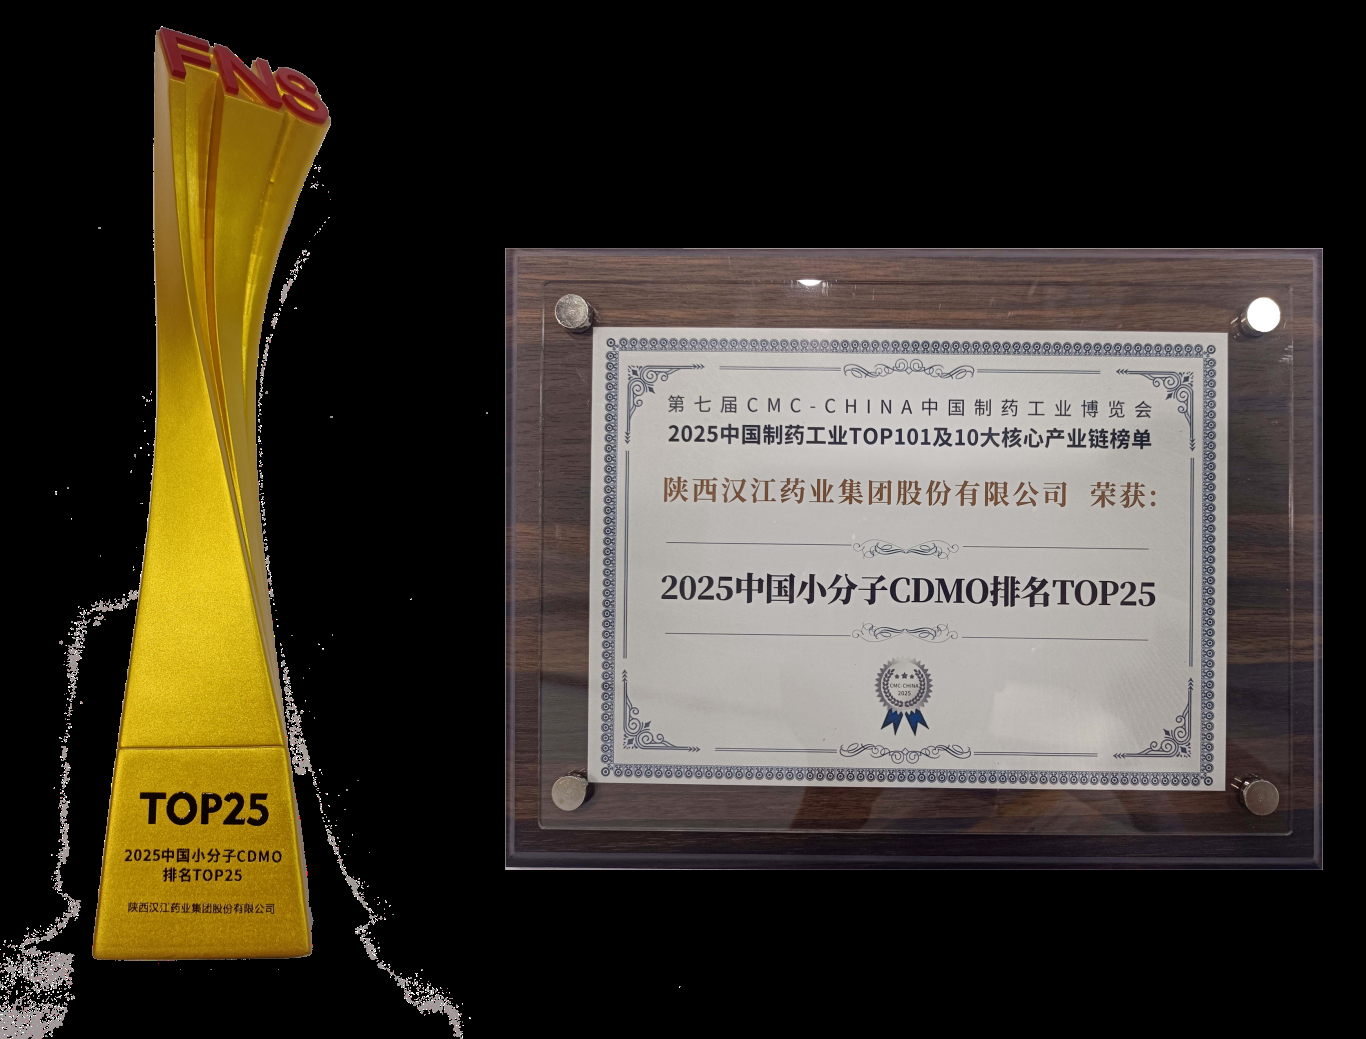 FNS
TOP25
2025中国小分子CDMO
排名TOP25
陕西汉江药业集团股份有限公司
第七届CMC-CHINA中国制药工业博览会
2025中国制药工业TOP101及10大核心产业链榜单
陕西汉江药业集团股份有限公司 荣获:
2025中国小分子CDMO排名TOP25
CMC-CHINA
2025